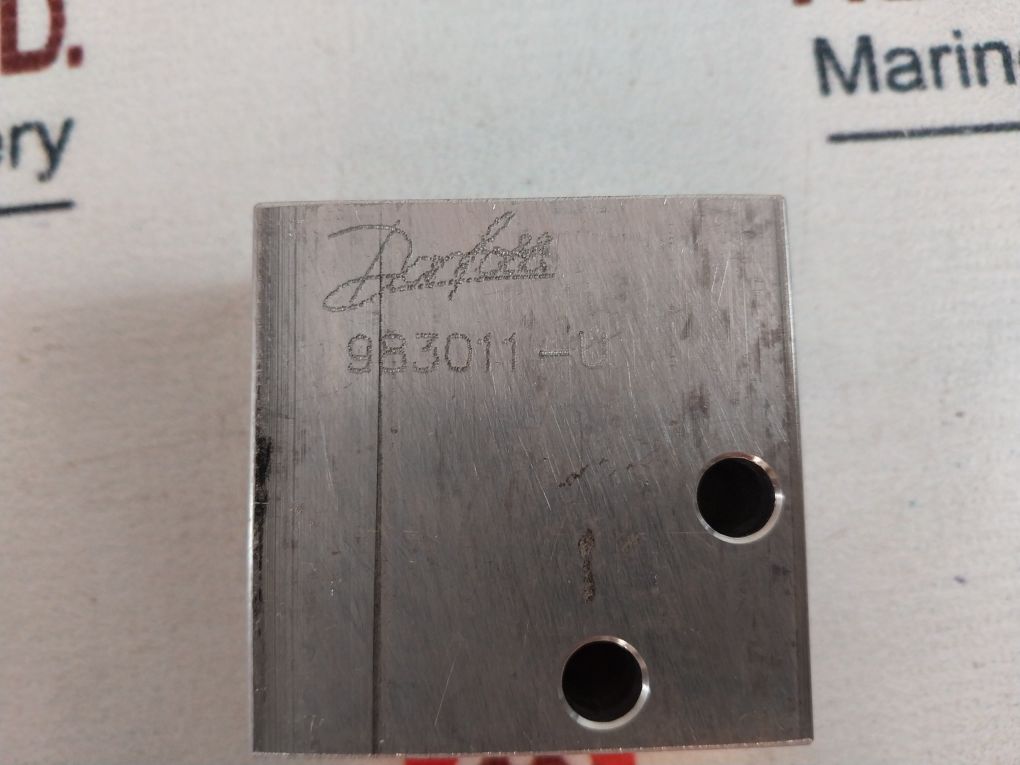 D.
ery
Marin
Danfoss
983011-U